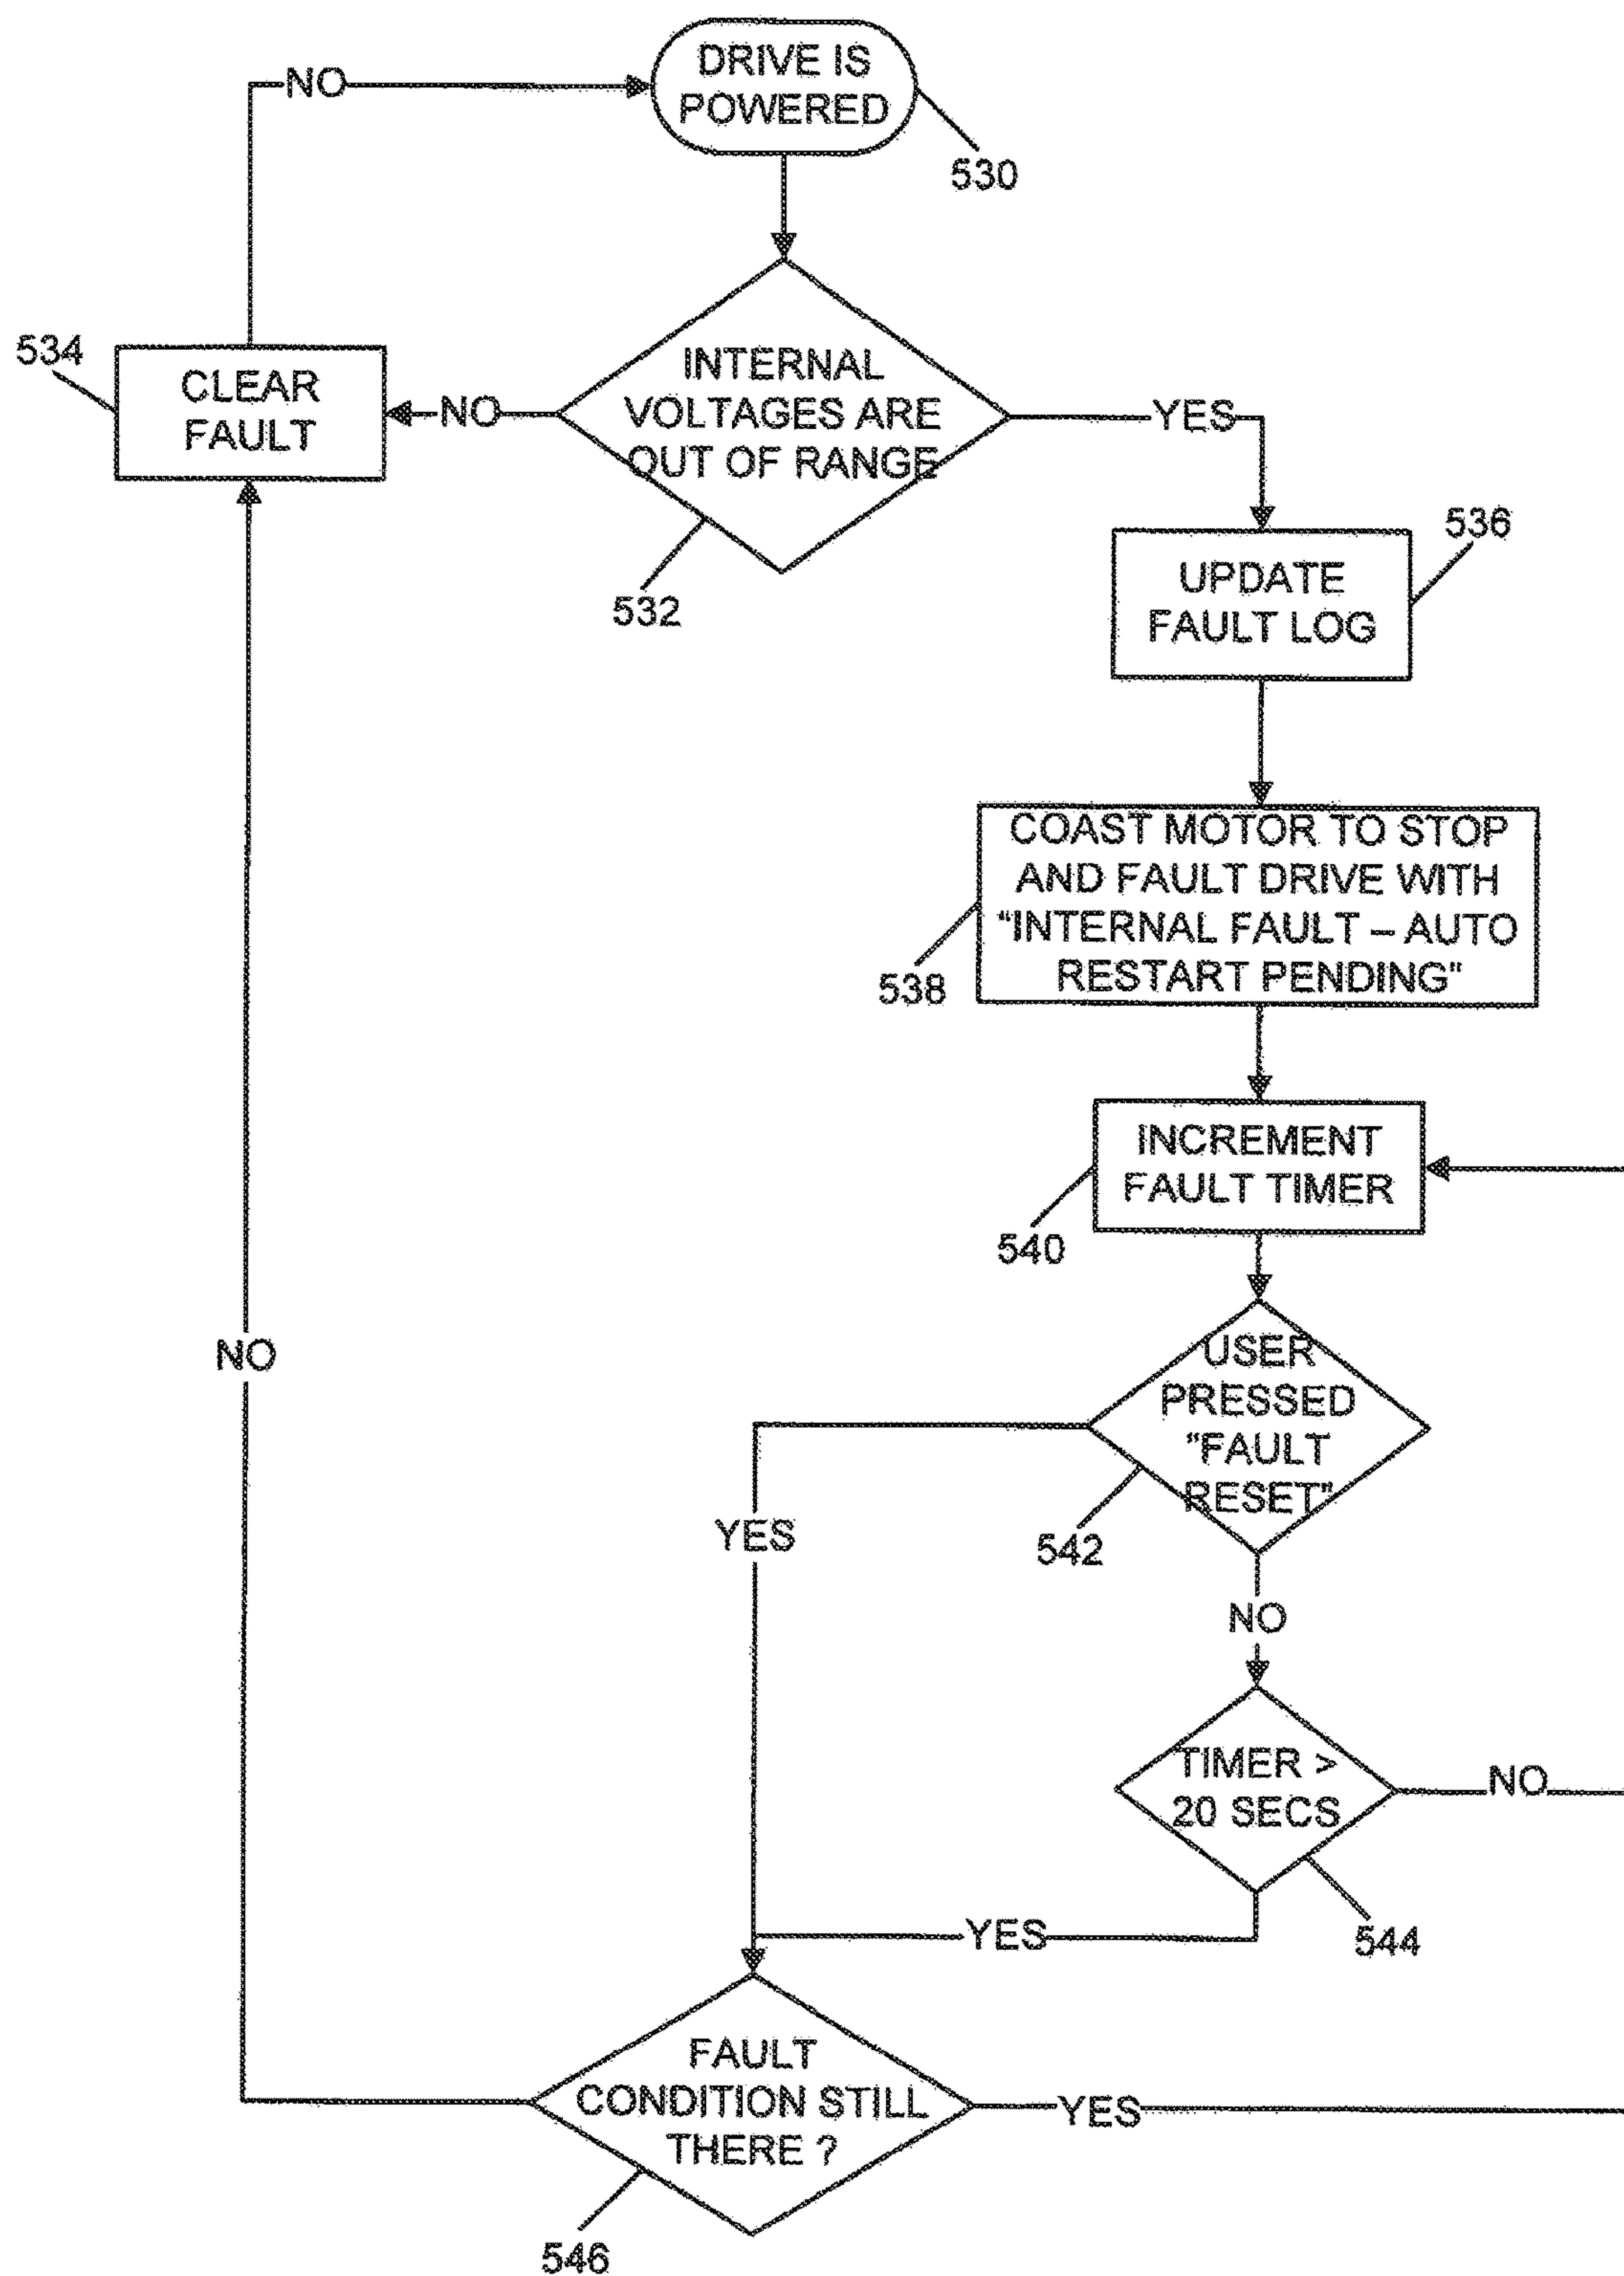 DRIVE IS
POWERED
530
NO
534
CLEAR
FAULT
NO
INTERNAL
VOLTAGES ARE
OUT OF RANGE
532
YES
536
UPDATE
FAULT LOG
COAST MOTOR TO STOP
AND FAULT DRIVE WITH
"INTERNAL FAULT – AUTO
RESTART PENDING"
538
INCREMENT
FAULT TIMER
540
USER
PRESSED
"FAULT
RESET"
542
YES
NO
NO
TIMER >
20 SECS
NO
544
YES
FAULT
CONDITION STILL
THERE ?
YES
546